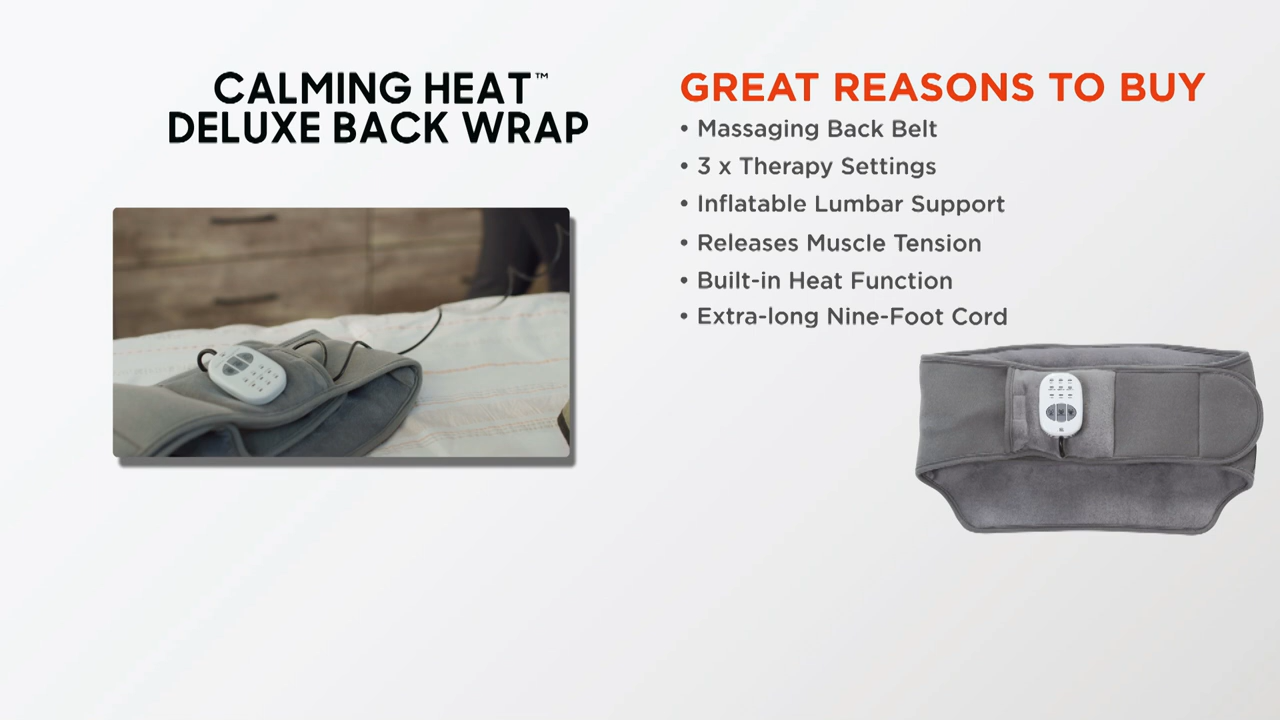 CALMING HEAT™
DELUXE BACK WRAP
GREAT REASONS TO BUY
• Massaging Back Belt
• 3 x Therapy Settings
• Inflatable Lumbar Support
• Releases Muscle Tension
• Built-in Heat Function
• Extra-long Nine-Foot Cord